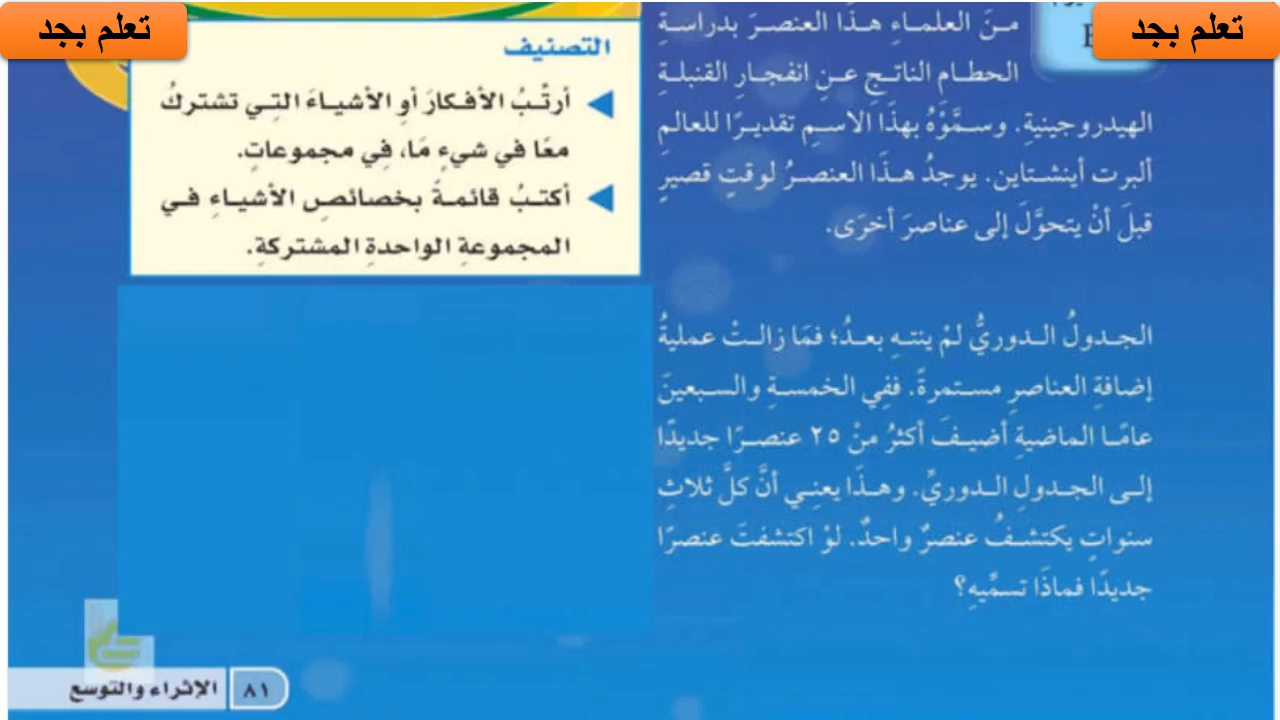 تعلم بجد
تعلم بجد
منَ العلماءِ هذَا العنصرَ بدراسةِ
الحطامِ الناتجِ عنِ انفجارِ القنبلةِ
الهيدروجينيةِ. وسمَّوْهُ بهذَا الاسمِ تقديرًا للعالمِ
ألبرت أينشتاين. يوجدُ هذَا العنصرُ لوقتٍ قصيرٍ
قبلَ أنْ يتحوَّلَ إلى عناصرَ أخرَى.
الجدولُ الدوريُّ لمْ ينتهِ بعدُ؛ فمَا زالتْ عمليةُ
إضافةِ العناصرِ مستمرةً. ففِي الخمسةِ والسبعينَ
عامًا الماضيةِ أضيفَ أكثرُ منْ ٢٥ عنصرًا جديدًا
إلى الجدولِ الدوريِّ. وهذَا يعنِي أنَّ كلَّ ثلاثِ
سنواتٍ يكتشفُ عنصرٌ واحدٌ. لوْ اكتشفتَ عنصرًا
جديدًا فماذَا تسمِّيهِ؟
التصنيف
أرتِّبُ الأفكارَ أوِ الأشياءَ التِي تشتركُ
معًا في شيءٍ مَا، فِي مجموعاتٍ.
أكتبُ قائمةً بخصائصِ الأشياءِ فِي
المجموعةِ الواحدةِ المشتركةِ.
٨١ الإثراء والتوسع